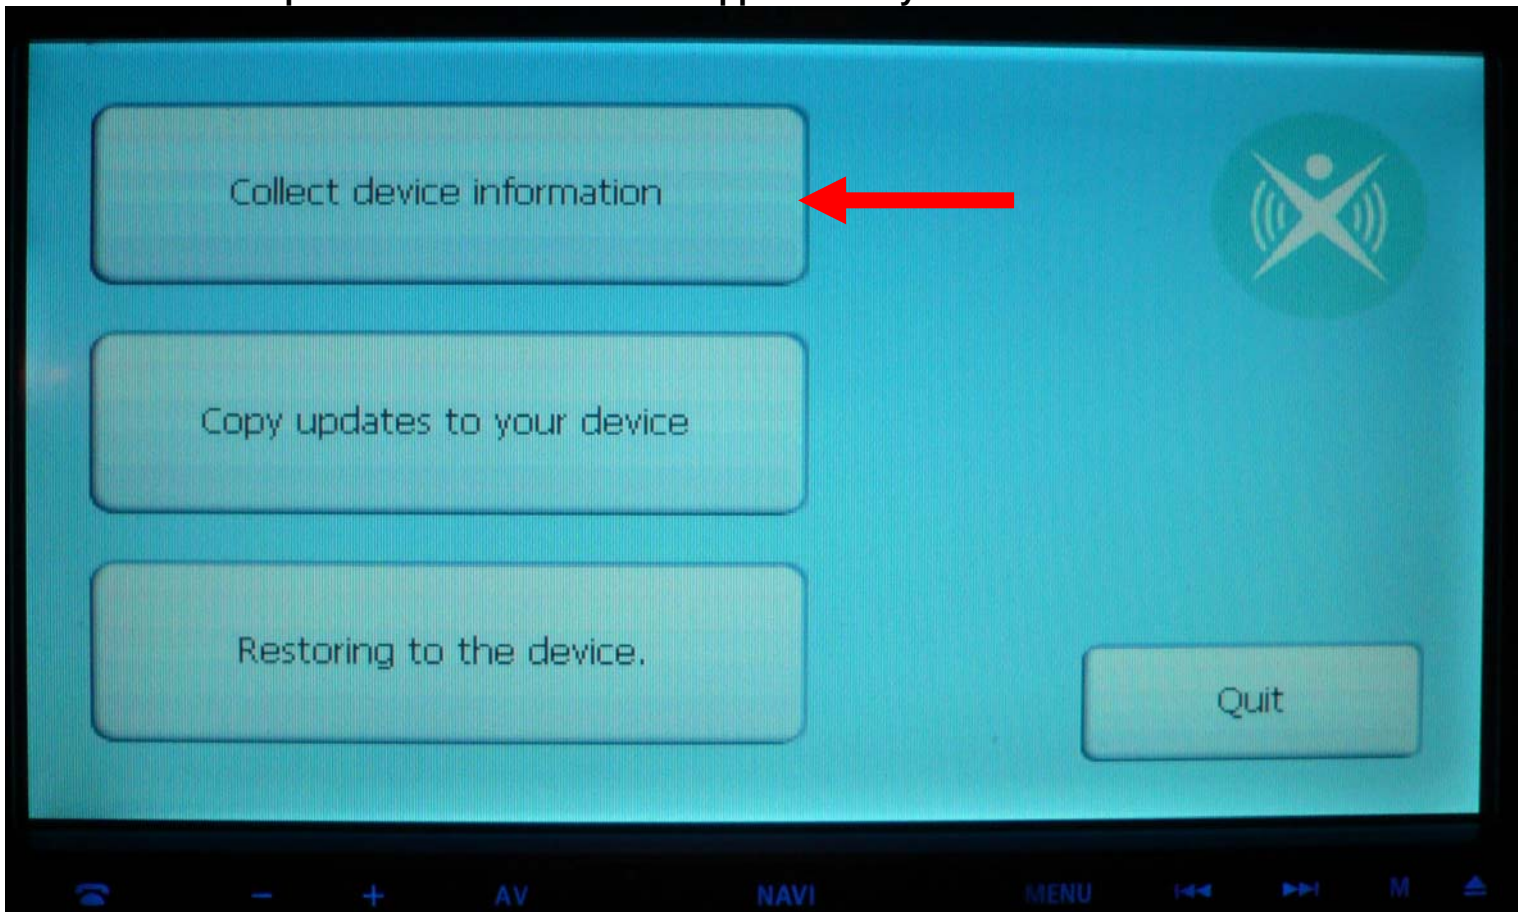 Collect device information
Copy updates to your device
Restoring to the device.
Quit
- + AV NAVI MENU M